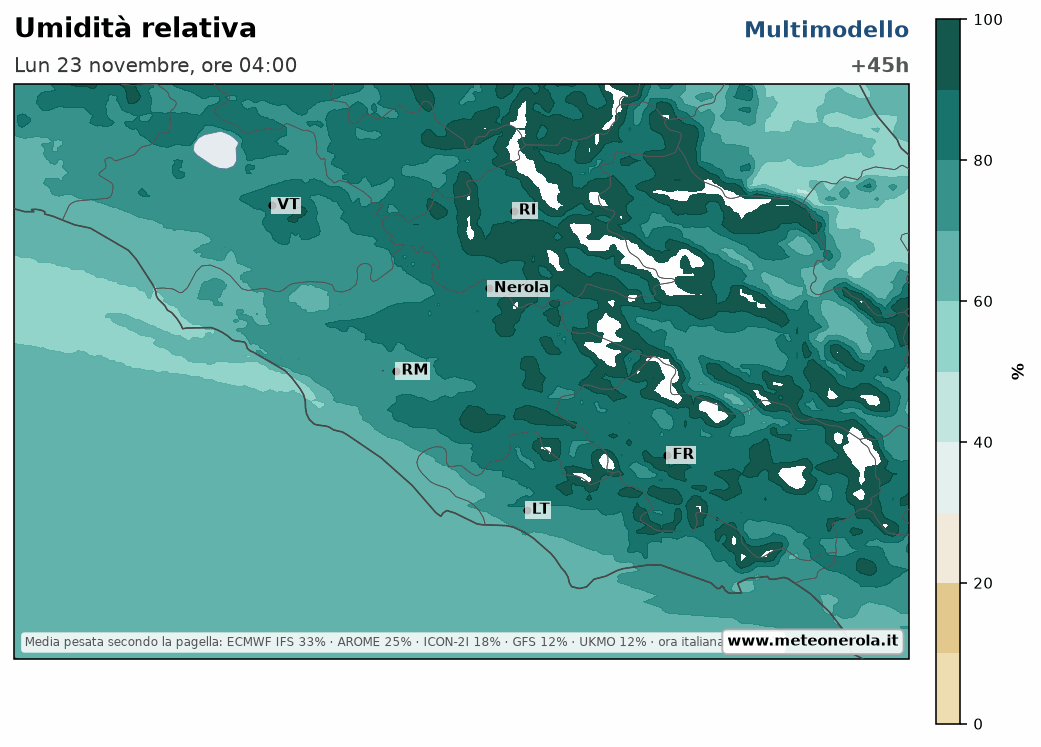 Umidità relativa
Multimodello
Lun 23 novembre, ore 04:00
+45h
100
80
60
40
20
0
%
VT
RI
Nerola
RM
FR
LT
Media pesata secondo la pagella: ECMWF IFS 33% · AROME 25% · ICON-2I 18% · GFS 12% · UKMO 12% · ora italiana
www.meteonerola.it